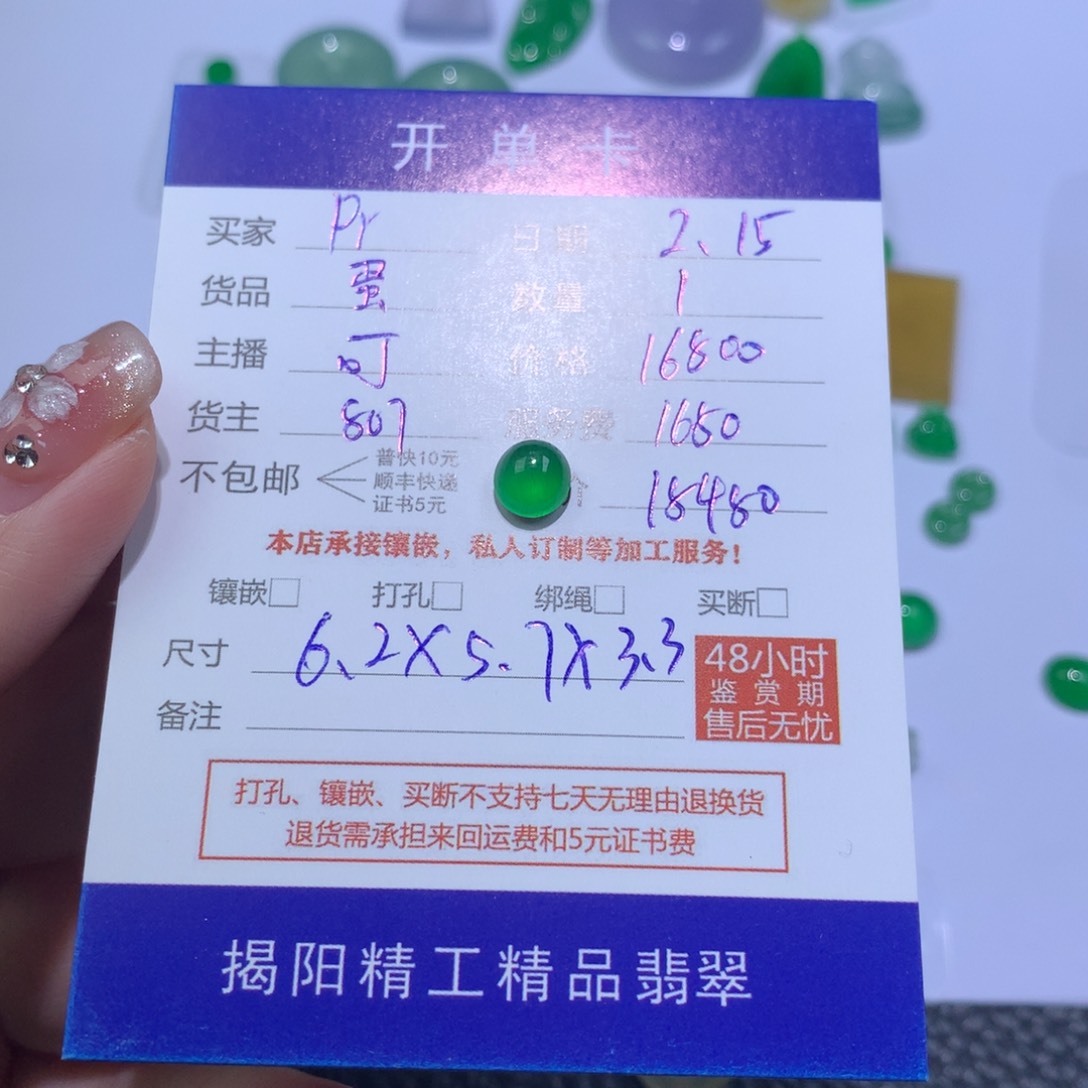 开单卡
买家 Pr 日期 2、15
货品 蛋 数量 1
主播 叮 价格 16800
货主 807 服务费 1680
不包邮 普快10元 顺丰快递 证书5元 价 18480
本店承接镶嵌，私人订制等加工服务！
镶嵌□ 打孔□ 绑绳□ 买断□
尺寸 6.2X5.7X3.3
备注
48小时
鉴赏期
售后无忧
打孔、镶嵌、买断不支持七天无理由退换货
退货需承担来回运费和5元证书费
揭阳精工精品翡翠